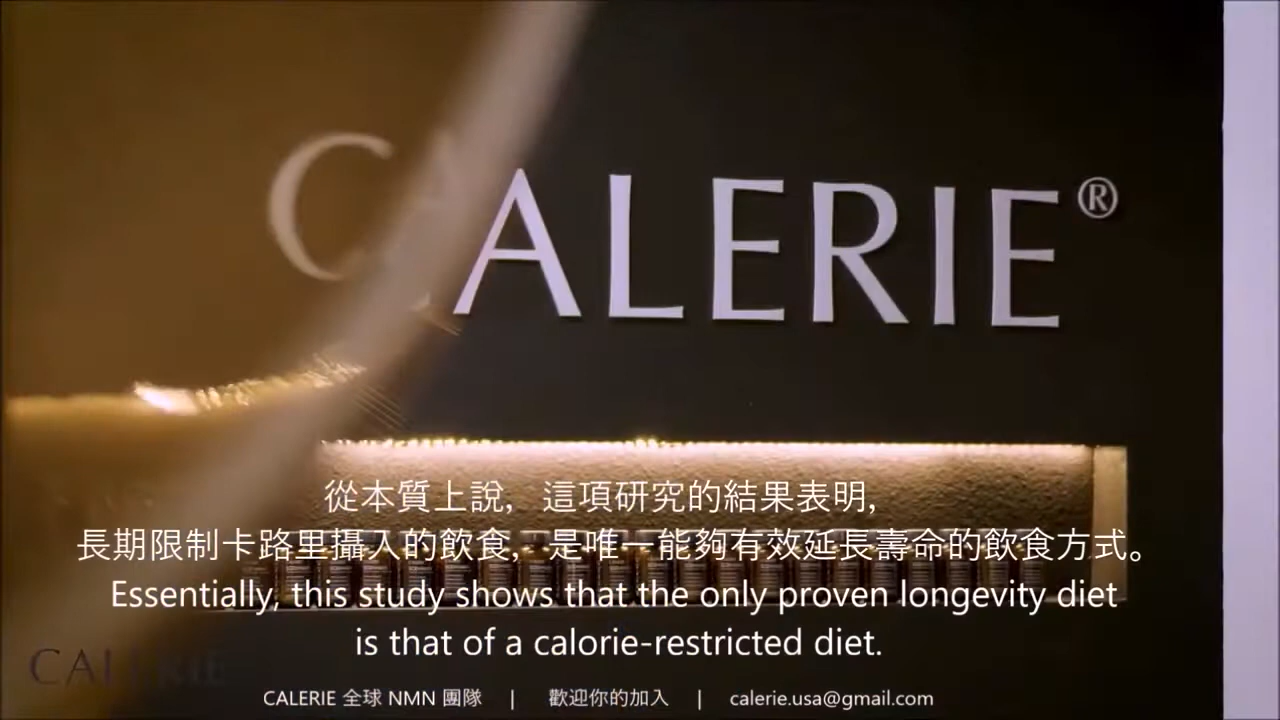 CALERIE®
從本質上說，這項研究的結果表明，
長期限制卡路里攝入的飲食，是唯一能夠有效延長壽命的飲食方式。
Essentially, this study shows that the only proven longevity diet
is that of a calorie-restricted diet.
CALERIE
CALERIE 全球 NMN 團隊 | 歡迎你的加入 | calerie.usa@gmail.com